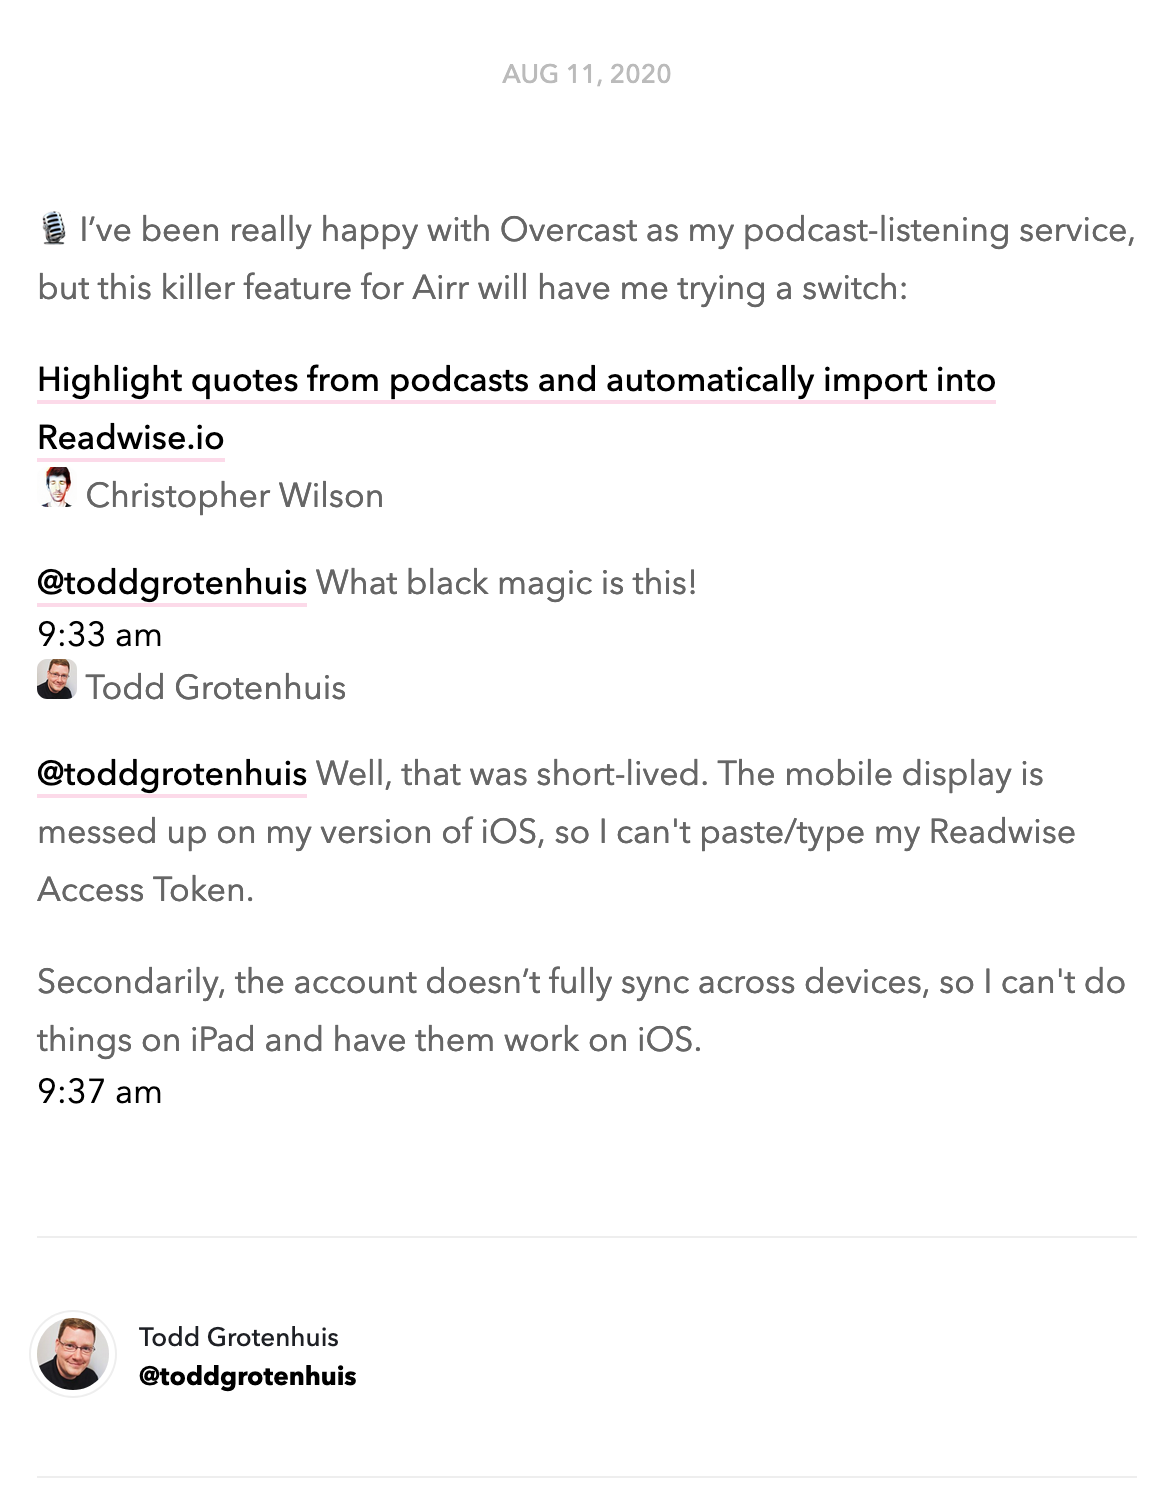 AUG 11, 2020
🎙 I’ve been really happy with Overcast as my podcast-listening service,
but this killer feature for Airr will have me trying a switch:
Highlight quotes from podcasts and automatically import into
Readwise.io
Christopher Wilson
@toddgrotenhuis What black magic is this!
9:33 am
Todd Grotenhuis
@toddgrotenhuis Well, that was short-lived. The mobile display is
messed up on my version of iOS, so I can't paste/type my Readwise
Access Token.
Secondarily, the account doesn’t fully sync across devices, so I can't do
things on iPad and have them work on iOS.
9:37 am
Todd Grotenhuis
@toddgrotenhuis